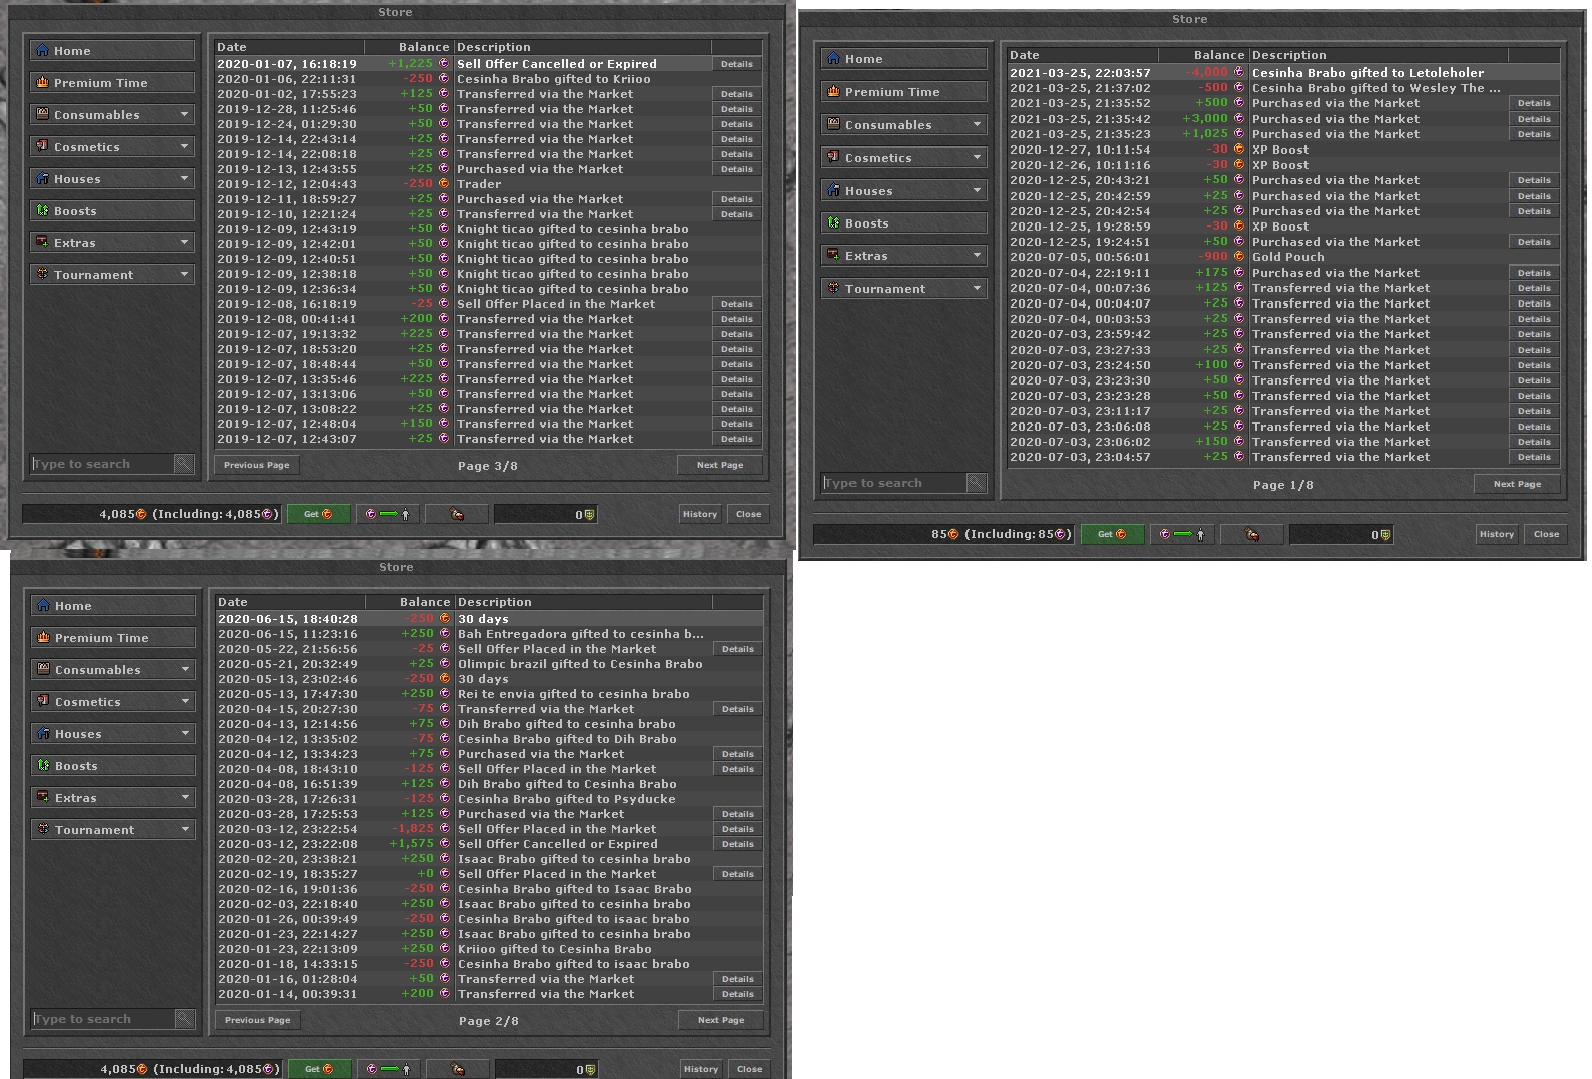 Store
Home
Premium Time
Consumables
Cosmetics
Houses
Boosts
Extras
Tournament
Type to search
Date Balance Description
2020-01-07, 16:18:19 +1,225 Sell Offer Cancelled or Expired Details
2020-01-06, 22:11:31 -250 Cesinha Brabo gifted to Kriioo
2020-01-02, 17:55:23 +125 Transferred via the Market Details
2019-12-28, 11:25:46 +50 Transferred via the Market Details
2019-12-24, 01:29:30 +50 Transferred via the Market Details
2019-12-14, 22:43:14 +25 Transferred via the Market Details
2019-12-14, 22:08:18 +25 Transferred via the Market Details
2019-12-13, 12:43:55 +25 Purchased via the Market Details
2019-12-12, 12:04:43 -250 Trader
2019-12-11, 18:59:27 +25 Purchased via the Market Details
2019-12-10, 12:21:24 +25 Transferred via the Market Details
2019-12-09, 12:43:19 +50 Knight ticao gifted to cesinha brabo
2019-12-09, 12:42:01 +50 Knight ticao gifted to cesinha brabo
2019-12-09, 12:40:51 +50 Knight ticao gifted to cesinha brabo
2019-12-09, 12:38:18 +50 Knight ticao gifted to cesinha brabo
2019-12-09, 12:36:34 +50 Knight ticao gifted to cesinha brabo
2019-12-08, 16:18:19 -25 Sell Offer Placed in the Market Details
2019-12-08, 00:41:41 +200 Transferred via the Market Details
2019-12-07, 19:13:32 +225 Transferred via the Market Details
2019-12-07, 18:53:20 +25 Transferred via the Market Details
2019-12-07, 18:48:44 +50 Transferred via the Market Details
2019-12-07, 13:35:46 +225 Transferred via the Market Details
2019-12-07, 13:13:06 +50 Transferred via the Market Details
2019-12-07, 13:08:22 +25 Transferred via the Market Details
2019-12-07, 12:48:04 +150 Transferred via the Market Details
2019-12-07, 12:43:07 +25 Transferred via the Market Details
Previous Page Page 3/8 Next Page
4,085 (Including: 4,085) Get 0 History Close
Store
Home
Premium Time
Consumables
Cosmetics
Houses
Boosts
Extras
Tournament
Type to search
Date Balance Description
2021-03-25, 22:03:57 -4,000 Cesinha Brabo gifted to Letoleholer
2021-03-25, 21:37:02 -500 Cesinha Brabo gifted to Wesley The ...
2021-03-25, 21:35:52 +500 Purchased via the Market Details
2021-03-25, 21:35:42 +3,000 Purchased via the Market Details
2021-03-25, 21:35:23 +1,025 Purchased via the Market Details
2020-12-27, 10:11:54 -30 XP Boost
2020-12-26, 10:11:16 -30 XP Boost
2020-12-25, 20:43:21 +50 Purchased via the Market Details
2020-12-25, 20:42:59 +25 Purchased via the Market Details
2020-12-25, 20:42:54 +25 Purchased via the Market Details
2020-12-25, 19:28:59 -30 XP Boost
2020-12-25, 19:24:51 +50 Purchased via the Market Details
2020-07-05, 00:56:01 -900 Gold Pouch
2020-07-04, 22:19:11 +175 Purchased via the Market Details
2020-07-04, 00:07:36 +125 Transferred via the Market Details
2020-07-04, 00:04:07 +25 Transferred via the Market Details
2020-07-04, 00:03:53 +25 Transferred via the Market Details
2020-07-03, 23:59:42 +25 Transferred via the Market Details
2020-07-03, 23:27:33 +25 Transferred via the Market Details
2020-07-03, 23:24:50 +100 Transferred via the Market Details
2020-07-03, 23:23:30 +50 Transferred via the Market Details
2020-07-03, 23:23:28 +50 Transferred via the Market Details
2020-07-03, 23:11:17 +25 Transferred via the Market Details
2020-07-03, 23:06:08 +25 Transferred via the Market Details
2020-07-03, 23:06:02 +150 Transferred via the Market Details
2020-07-03, 23:04:57 +25 Transferred via the Market Details
Page 1/8 Next Page
85 (Including: 85) Get 0 History Close
Store
Home
Premium Time
Consumables
Cosmetics
Houses
Boosts
Extras
Tournament
Type to search
Date Balance Description
2020-06-15, 18:40:28 -250 30 days
2020-06-15, 11:23:16 +250 Bah Entregadora gifted to cesinha b...
2020-05-22, 21:56:56 -25 Sell Offer Placed in the Market Details
2020-05-21, 20:32:49 +25 Olimpic brazil gifted to Cesinha Brabo
2020-05-13, 23:02:46 -250 30 days
2020-05-13, 17:47:30 +250 Rei te envia gifted to cesinha brabo
2020-04-15, 20:27:30 -75 Transferred via the Market Details
2020-04-13, 12:14:56 +75 Dih Brabo gifted to cesinha brabo
2020-04-12, 13:35:02 -75 Cesinha Brabo gifted to Dih Brabo
2020-04-12, 13:34:23 +75 Purchased via the Market Details
2020-04-08, 18:43:10 -125 Sell Offer Placed in the Market Details
2020-04-08, 16:51:39 +125 Dih Brabo gifted to Cesinha Brabo
2020-03-28, 17:26:31 -125 Cesinha Brabo gifted to Psyducke
2020-03-28, 17:25:53 +125 Purchased via the Market Details
2020-03-12, 23:22:54 -1,825 Sell Offer Placed in the Market Details
2020-03-12, 23:22:08 +1,575 Sell Offer Cancelled or Expired Details
2020-02-20, 23:38:21 +250 Isaac Brabo gifted to cesinha brabo
2020-02-19, 18:35:27 +0 Sell Offer Placed in the Market Details
2020-02-16, 19:01:36 -250 Cesinha Brabo gifted to Isaac Brabo
2020-02-03, 22:18:40 +250 Isaac Brabo gifted to cesinha brabo
2020-01-26, 00:39:49 -250 Cesinha Brabo gifted to isaac brabo
2020-01-23, 22:14:27 +250 Isaac Brabo gifted to cesinha brabo
2020-01-23, 22:13:09 +250 Kriioo gifted to Cesinha Brabo
2020-01-18, 14:33:15 -250 Cesinha Brabo gifted to isaac brabo
2020-01-16, 01:28:04 +50 Transferred via the Market Details
2020-01-14, 00:39:31 +200 Transferred via the Market Details
Previous Page Page 2/8 Next Page
4,085 (Including: 4,085) Get 0 History Close